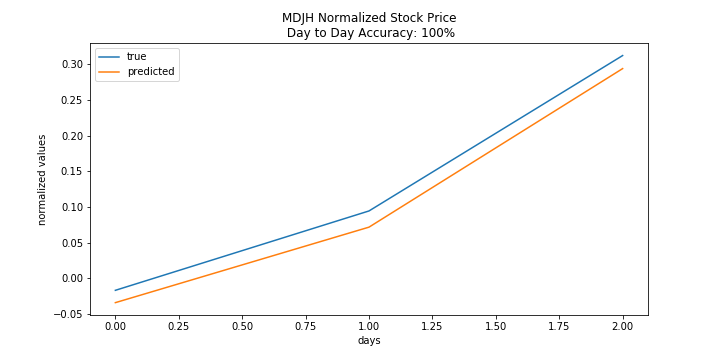 MDJH Normalized Stock Price
Day to Day Accuracy: 100%
true
predicted
normalized values
0.30
0.25
0.20
0.15
0.10
0.05
0.00
−0.05
0.00 0.25 0.50 0.75 1.00 1.25 1.50 1.75 2.00
days